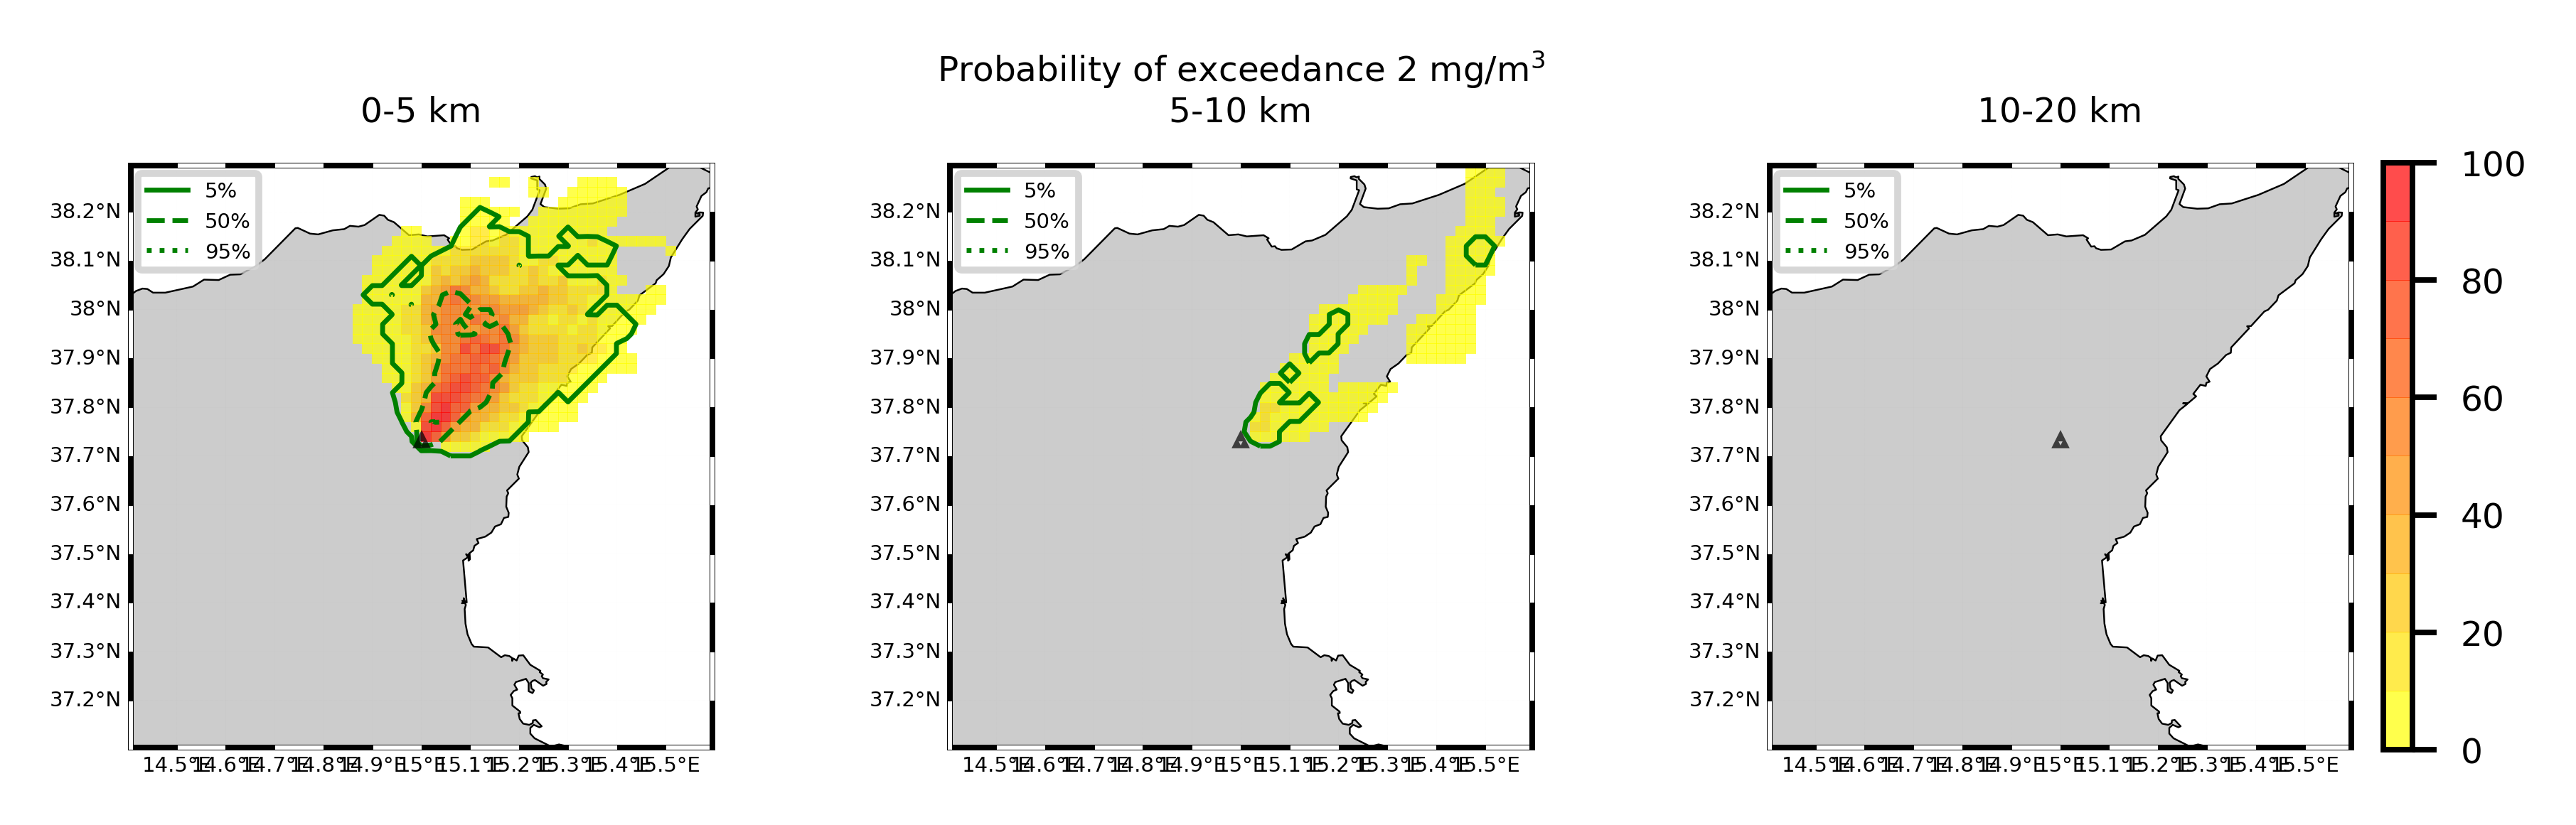 Probability of exceedance 2 mg/m³
0-5 km
5-10 km
10-20 km
5%
50%
95%
38.2°N
38.1°N
38°N
37.9°N
37.8°N
37.7°N
37.6°N
37.5°N
37.4°N
37.3°N
37.2°N
14.5°E 14.6°E 14.7°E 14.8°E 14.9°E 15°E 15.1°E 15.2°E 15.3°E 15.4°E 15.5°E
5%
50%
95%
38.2°N
38.1°N
38°N
37.9°N
37.8°N
37.7°N
37.6°N
37.5°N
37.4°N
37.3°N
37.2°N
14.5°E 14.6°E 14.7°E 14.8°E 14.9°E 15°E 15.1°E 15.2°E 15.3°E 15.4°E 15.5°E
5%
50%
95%
38.2°N
38.1°N
38°N
37.9°N
37.8°N
37.7°N
37.6°N
37.5°N
37.4°N
37.3°N
37.2°N
14.5°E 14.6°E 14.7°E 14.8°E 14.9°E 15°E 15.1°E 15.2°E 15.3°E 15.4°E 15.5°E
100
80
60
40
20
0